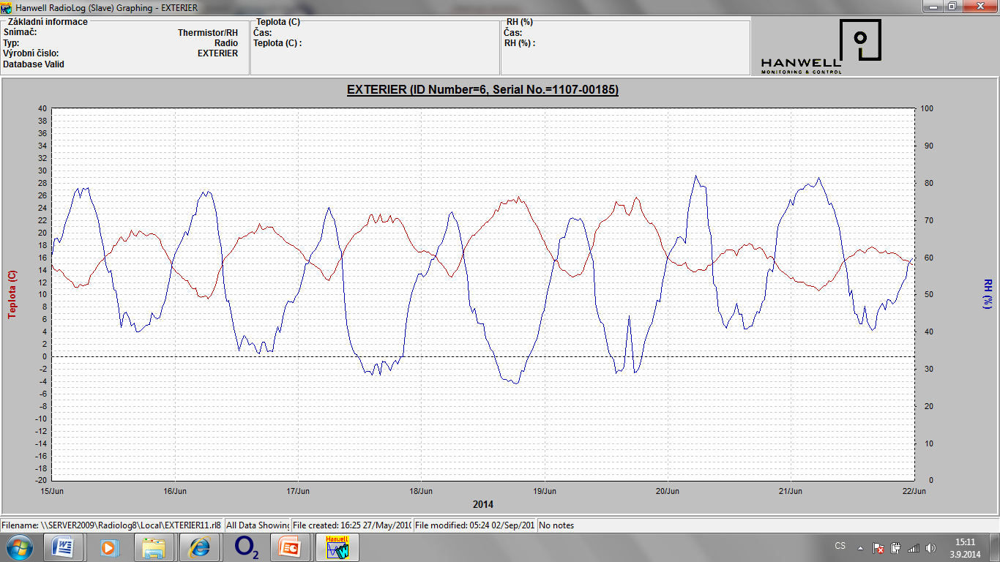 Hanwell RadioLog (Slave) Graphing - EXTERIER
Základní informace
Snímač: Thermistor/RH
Typ: Radio
Výrobní číslo: EXTERIER
Database Valid
Teplota (C)
Čas:
Teplota (C) :
RH (%)
Čas:
RH (%) :
HANWELL
MONITORING & CONTROL
EXTERIER (ID Number=6, Serial No.=1107-00185)
40
38
36
34
32
30
28
26
24
22
20
18
16
14
12
10
8
6
4
2
0
-2
-4
-6
-8
-10
-12
-14
-16
-18
-20
Teplota (C)
100
90
80
70
60
50
40
30
20
10
0
RH (%)
15/Jun 16/Jun 17/Jun 18/Jun 19/Jun 20/Jun 21/Jun 22/Jun
2014
Filename: \\SERVER2009\Radiolog8\Local\EXTERIER11.rl8 All Data Showing File created: 16:25 27/May/2010 File modified: 05:24 02/Sep/201 No notes
O2
Hanwell
CS
15:11
3.9.2014